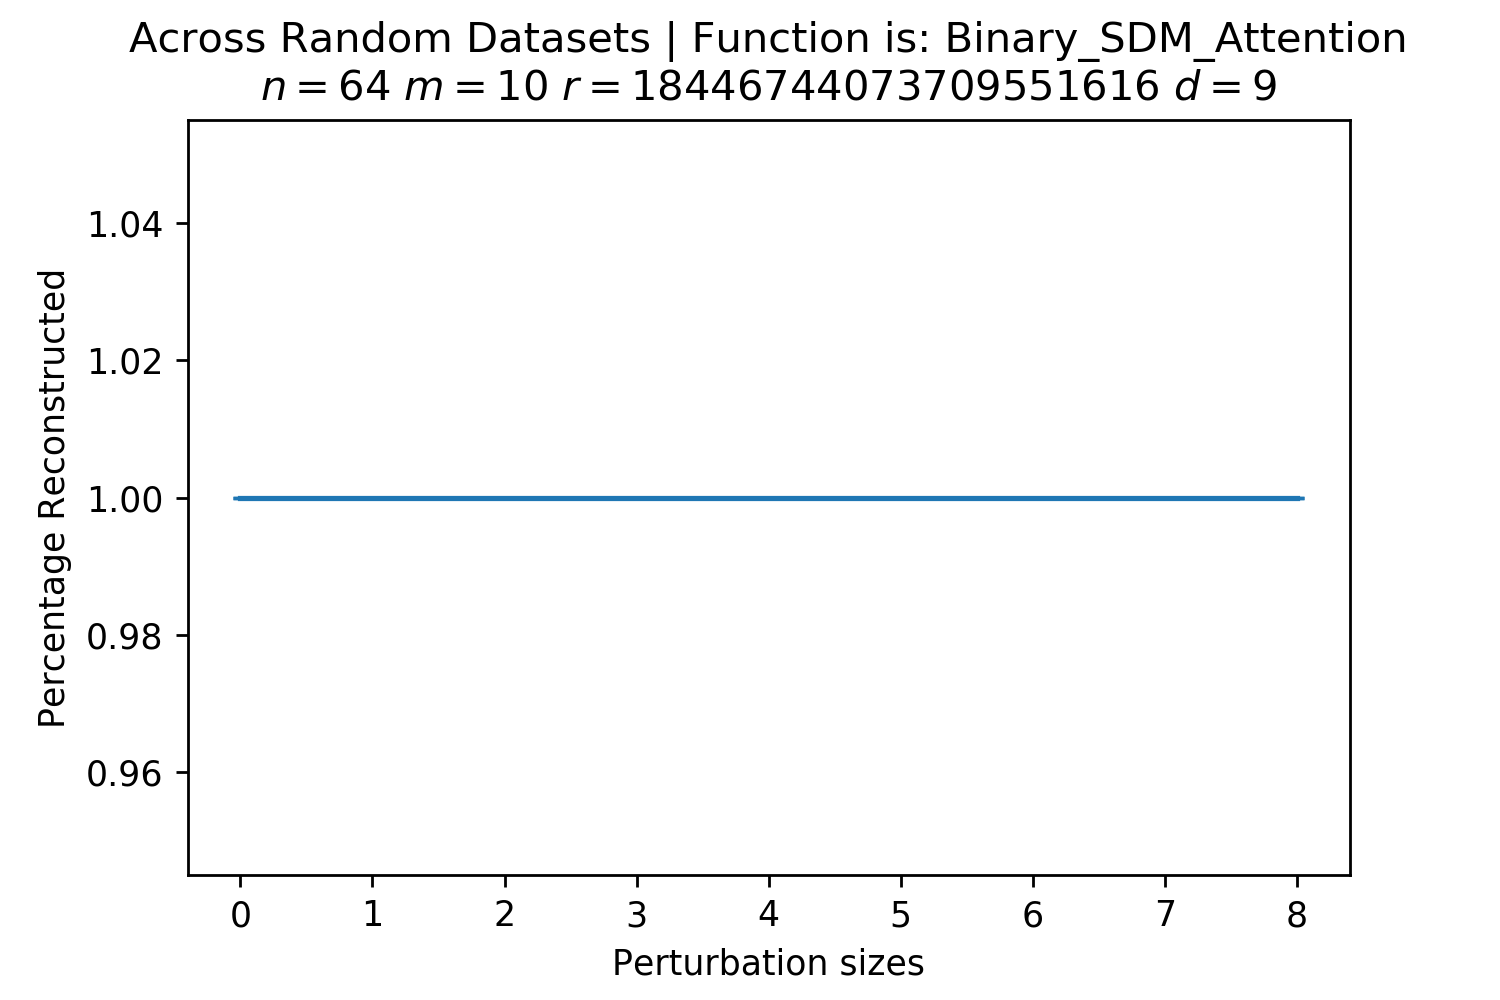 Across Random Datasets | Function is: Binary_SDM_Attention
n = 64 m = 10 r = 18446744073709551616 d = 9
1.04
1.02
1.00
0.98
0.96
Percentage Reconstructed
0 1 2 3 4 5 6 7 8
Perturbation sizes